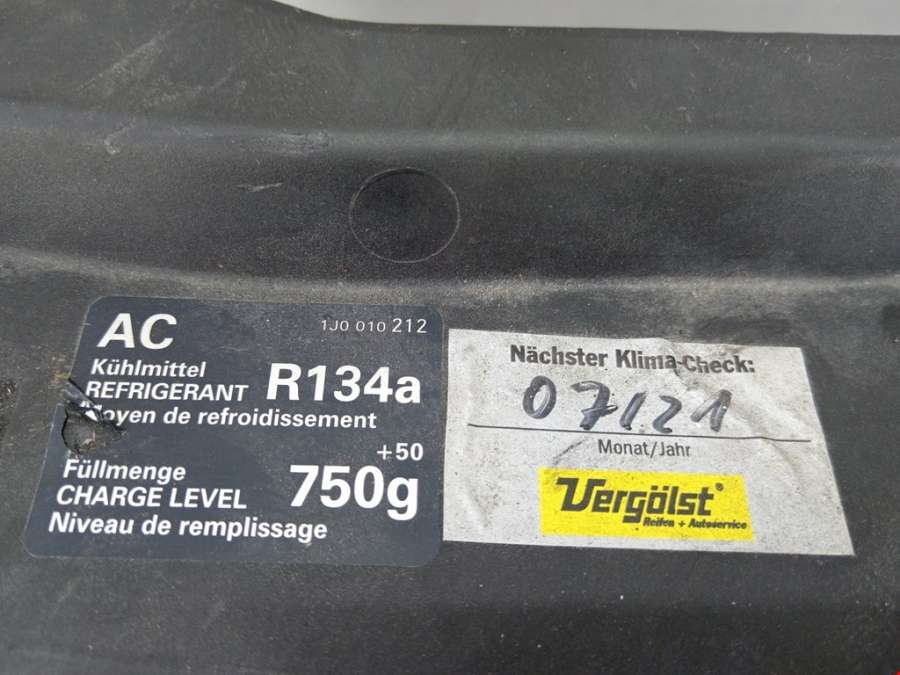 AC
1J0 010 212
Kühlmittel
REFRIGERANT R134a
Moyen de refroidissement
+50
Füllmenge
CHARGE LEVEL 750g
Niveau de remplissage
Nächster Klima-Check:
07/21
Monat/Jahr
Vergölst®
Reifen + Autoservice